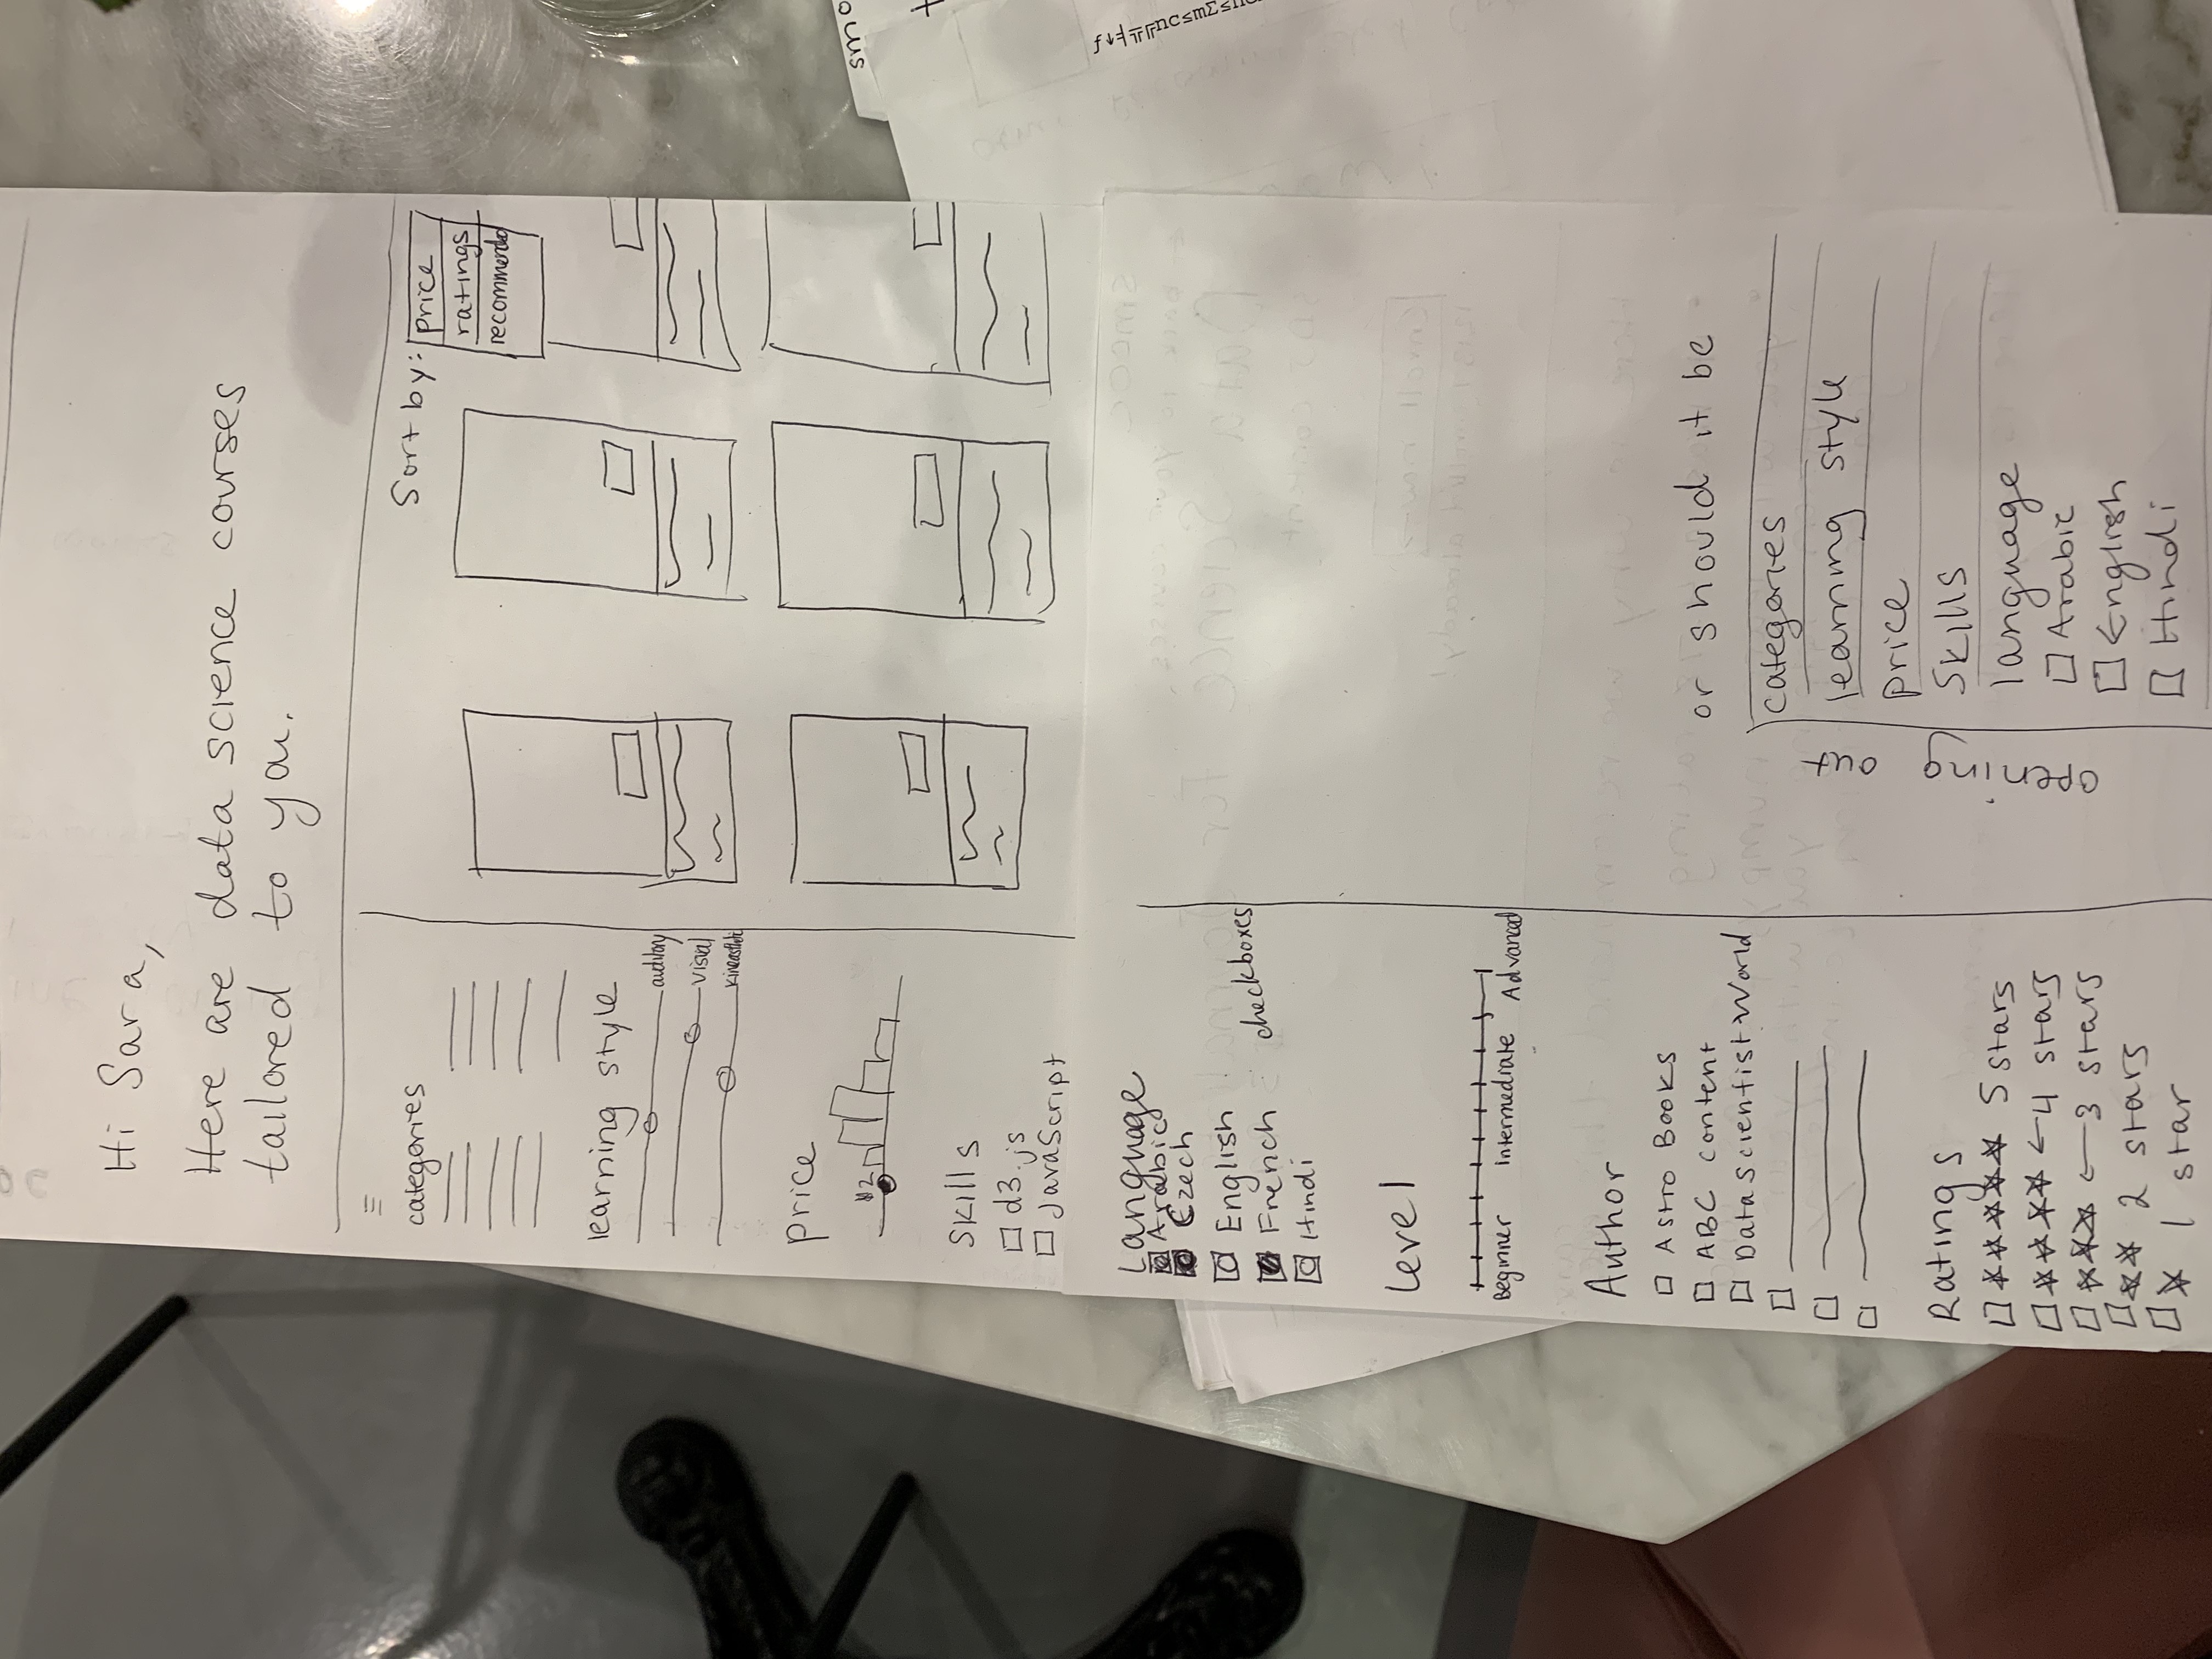 Hi Sara,
Here are data science courses
tailored to you.
categories
Sort by:
price
ratings
recommended
learning style
auditory
visual
price
$2
skills
d3.js
JavaScript
Language
Arabic
Czech
English
French
Hindi
checkboxes
level
Beginner Intermediate Advanced
Author
Astro Books
ABC content
Data Scientist World
Ratings
5 stars
←4 stars
←3 stars
2 stars
1 star
or should it be
opening out
categories
learning style
price
Skills
language
Arabic
English
Hindi
smo